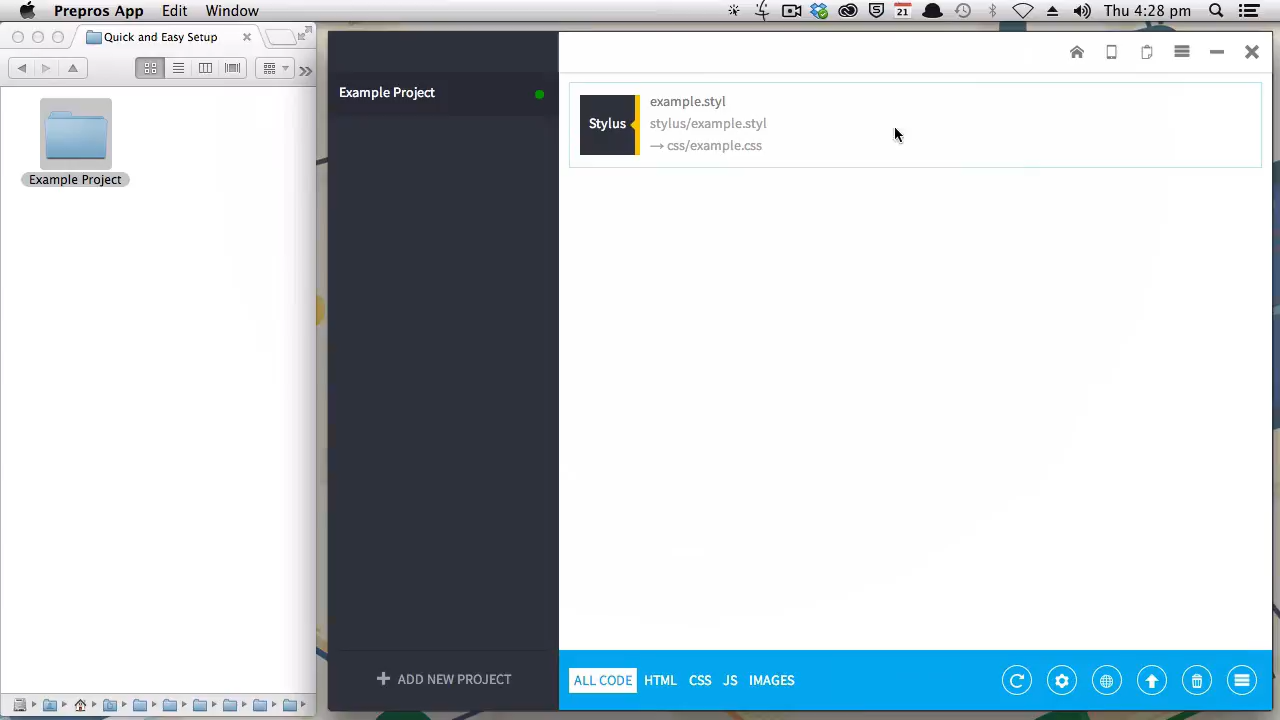 Prepros App Edit Window
21
Thu 4:28 pm
Quick and Easy Setup
Example Project
Example Project
Stylus
example.styl
stylus/example.styl
→ css/example.css
ADD NEW PROJECT
ALL CODE HTML CSS JS IMAGES